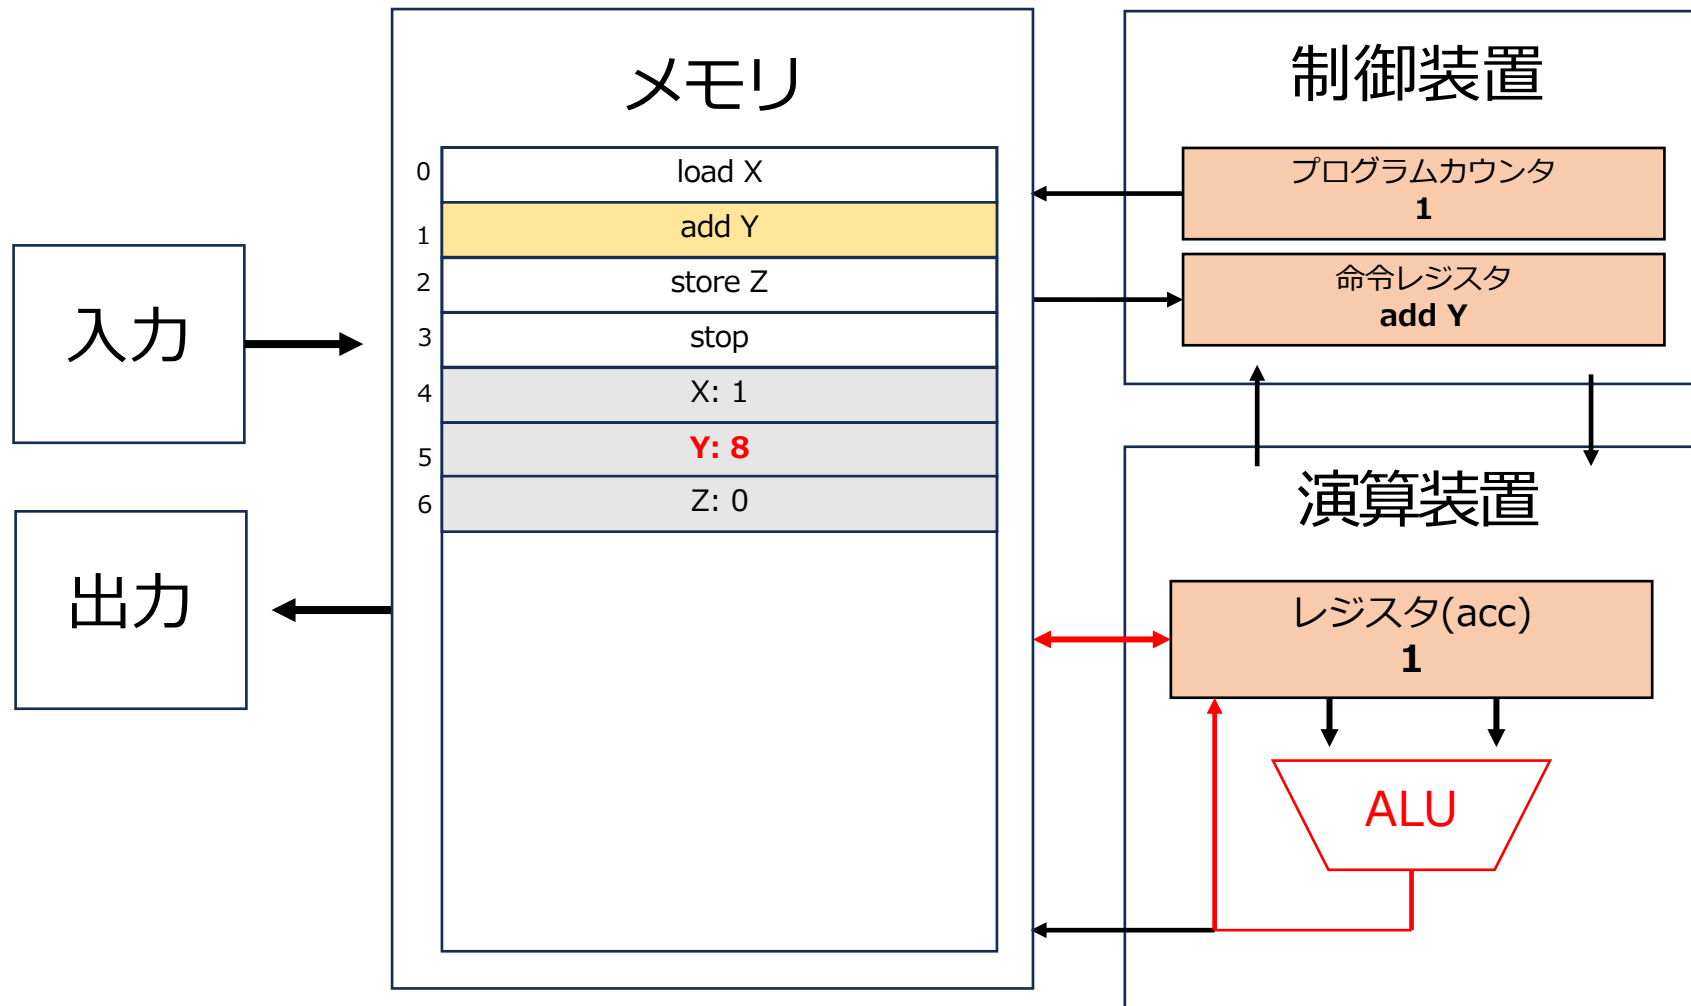 入力
出力
メモリ
0 load X
1 add Y
2 store Z
3 stop
4 X: 1
5 Y: 8
6 Z: 0
制御装置
プログラムカウンタ
1
命令レジスタ
add Y
演算装置
レジスタ(acc)
1
ALU